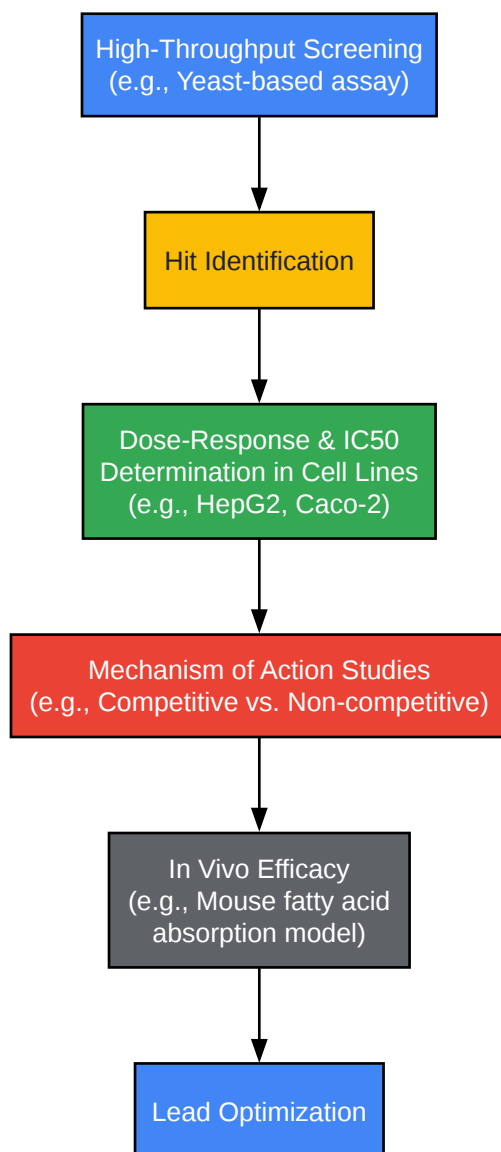 High-Throughput Screening
(e.g., Yeast-based assay)
Hit Identification
Dose-Response & IC50
Determination in Cell Lines
(e.g., HepG2, Caco-2)
Mechanism of Action Studies
(e.g., Competitive vs. Non-competitive)
In Vivo Efficacy
(e.g., Mouse fatty acid
absorption model)
Lead Optimization